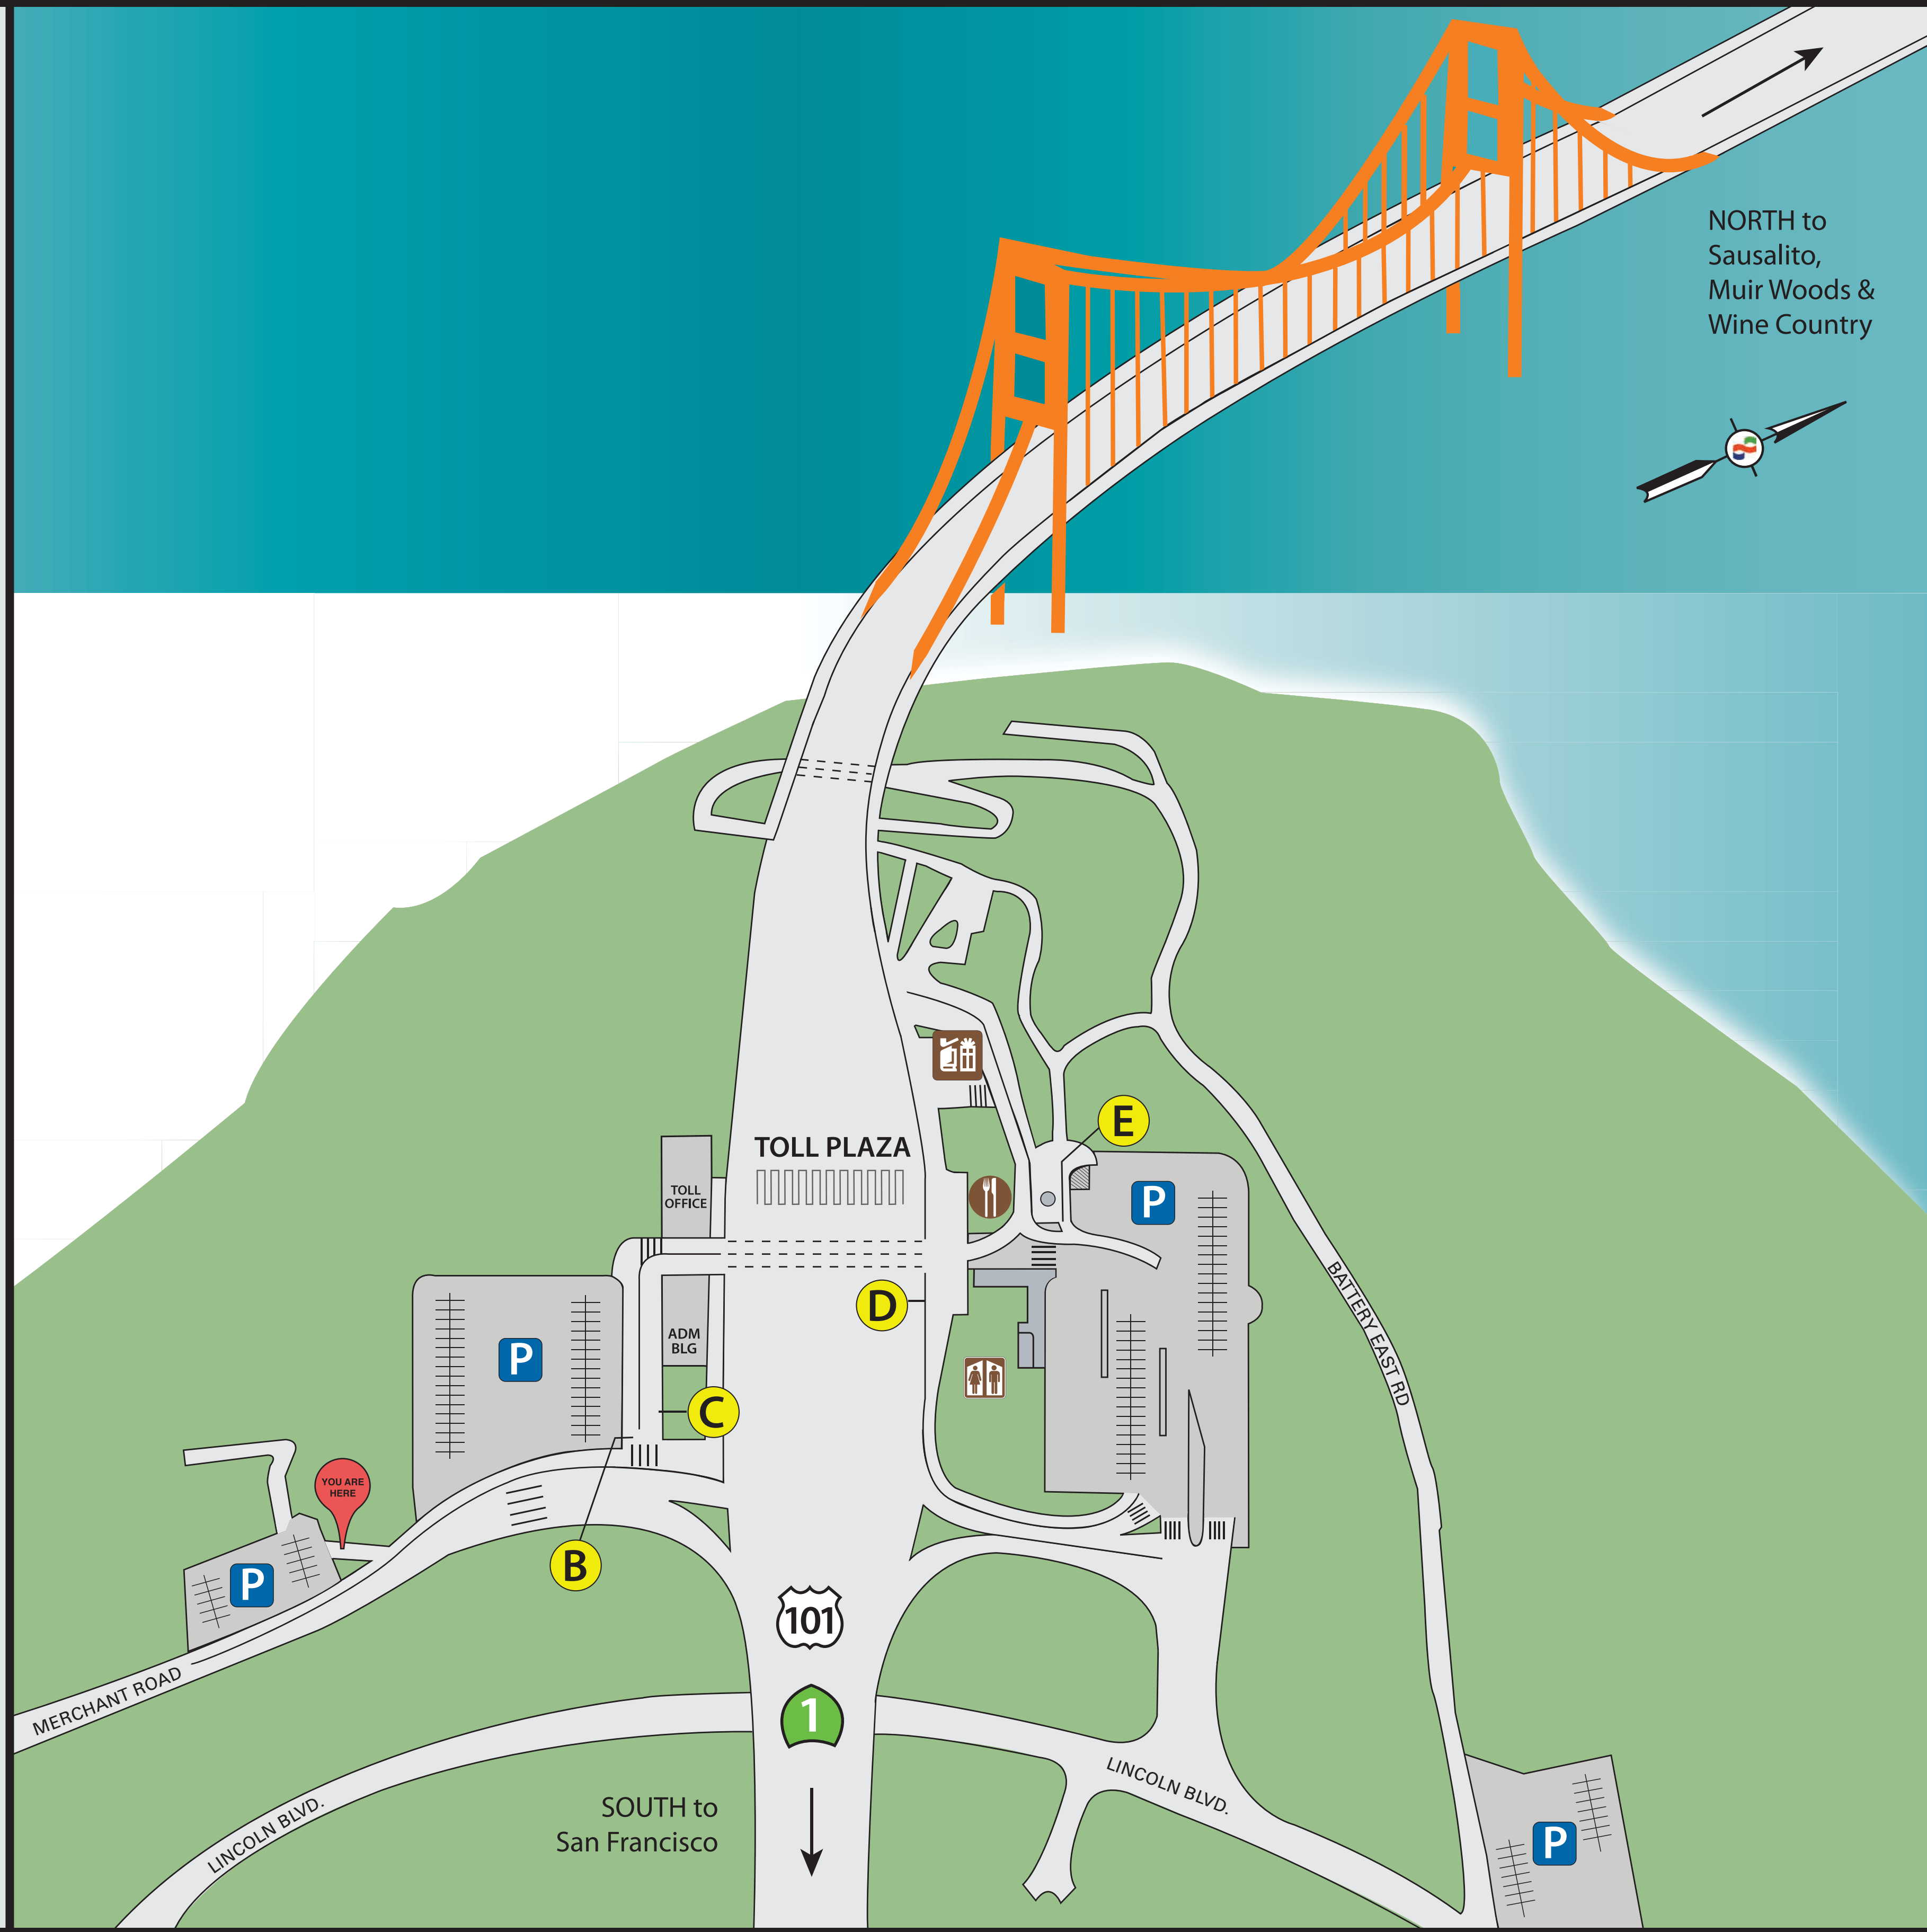 NORTH to
Sausalito,
Muir Woods &
Wine Country
E
TOLL PLAZA
TOLL
OFFICE
P
D
ADM
BLG
P
C
BATTERY EAST RD
YOU ARE
HERE
B
P
101
MERCHANT ROAD
1
LINCOLN BLVD.
LINCOLN BLVD.
SOUTH to
San Francisco
P